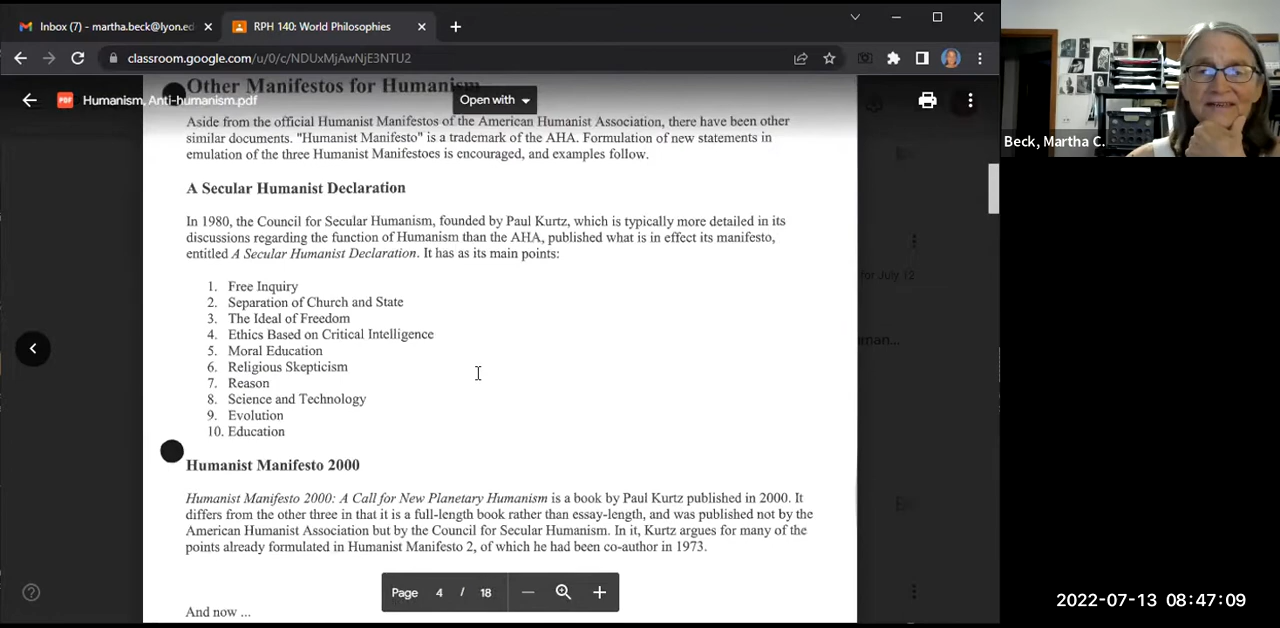 Inbox (7) - martha.beck@lyon.ed
RPH 140: World Philosophies
classroom.google.com/u/0/c/NDUxMjAwNjE3NTU2
Other Manifestos for Humanism
PDF
Humanism, Anti-humanism.pdf
Open with
Beck, Martha C.
Aside from the official Humanist Manifestos of the American Humanist Association, there have been other
similar documents. "Humanist Manifesto" is a trademark of the AHA. Formulation of new statements in
emulation of the three Humanist Manifestoes is encouraged, and examples follow.
A Secular Humanist Declaration
In 1980, the Council for Secular Humanism, founded by Paul Kurtz, which is typically more detailed in its
discussions regarding the function of Humanism than the AHA, published what is in effect its manifesto,
entitled A Secular Humanist Declaration. It has as its main points:
for July 12
1. Free Inquiry
2. Separation of Church and State
3. The Ideal of Freedom
4. Ethics Based on Critical Intelligence
man...
5. Moral Education
6. Religious Skepticism
7. Reason
8. Science and Technology
9. Evolution
10. Education
Humanist Manifesto 2000
Humanist Manifesto 2000: A Call for New Planetary Humanism is a book by Paul Kurtz published in 2000. It
differs from the other three in that it is a full-length book rather than essay-length, and was published not by the
American Humanist Association but by the Council for Secular Humanism. In it, Kurtz argues for many of the
points already formulated in Humanist Manifesto 2, of which he had been co-author in 1973.
Page 4 / 18
And now ...
2022-07-13 08:47:09